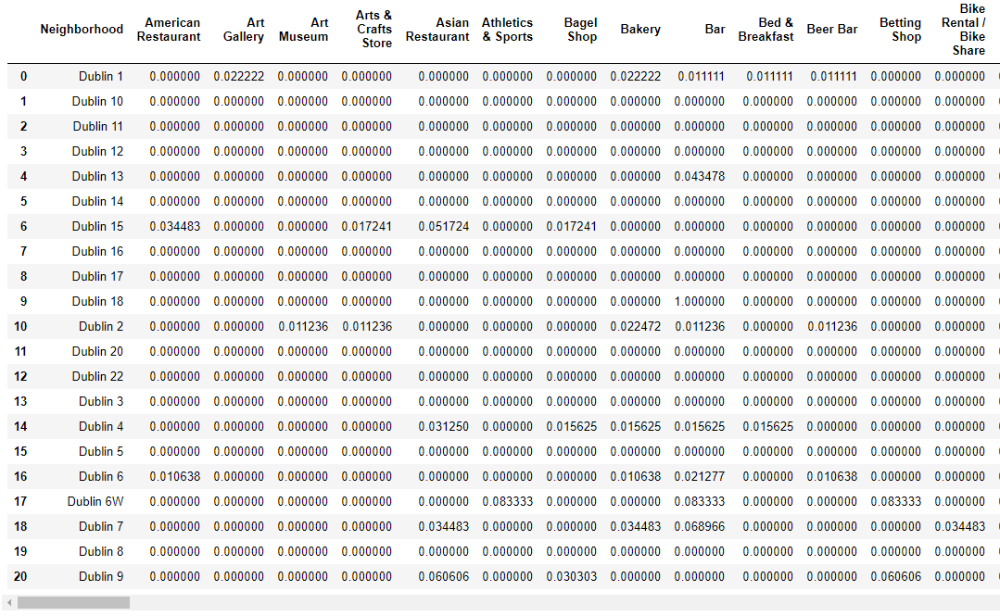 Neighborhood American Restaurant Art Gallery Art Museum Arts & Crafts Store Asian Restaurant Athletics & Sports Bagel Shop Bakery Bar Bed & Breakfast Beer Bar Betting Shop Bike Rental / Bike Share
0 Dublin 1 0.000000 0.022222 0.000000 0.000000 0.000000 0.000000 0.000000 0.022222 0.011111 0.011111 0.011111 0.000000 0.000000
1 Dublin 10 0.000000 0.000000 0.000000 0.000000 0.000000 0.000000 0.000000 0.000000 0.000000 0.000000 0.000000 0.000000 0.000000
2 Dublin 11 0.000000 0.000000 0.000000 0.000000 0.000000 0.000000 0.000000 0.000000 0.000000 0.000000 0.000000 0.000000 0.000000
3 Dublin 12 0.000000 0.000000 0.000000 0.000000 0.000000 0.000000 0.000000 0.000000 0.000000 0.000000 0.000000 0.000000 0.000000
4 Dublin 13 0.000000 0.000000 0.000000 0.000000 0.000000 0.000000 0.000000 0.000000 0.043478 0.000000 0.000000 0.000000 0.000000
5 Dublin 14 0.000000 0.000000 0.000000 0.000000 0.000000 0.000000 0.000000 0.000000 0.000000 0.000000 0.000000 0.000000 0.000000
6 Dublin 15 0.034483 0.000000 0.000000 0.017241 0.051724 0.000000 0.017241 0.000000 0.000000 0.000000 0.000000 0.000000 0.000000
7 Dublin 16 0.000000 0.000000 0.000000 0.000000 0.000000 0.000000 0.000000 0.000000 0.000000 0.000000 0.000000 0.000000 0.000000
8 Dublin 17 0.000000 0.000000 0.000000 0.000000 0.000000 0.000000 0.000000 0.000000 0.000000 0.000000 0.000000 0.000000 0.000000
9 Dublin 18 0.000000 0.000000 0.000000 0.000000 0.000000 0.000000 0.000000 0.000000 1.000000 0.000000 0.000000 0.000000 0.000000
10 Dublin 2 0.000000 0.000000 0.011236 0.011236 0.000000 0.000000 0.000000 0.022472 0.011236 0.000000 0.011236 0.000000 0.000000
11 Dublin 20 0.000000 0.000000 0.000000 0.000000 0.000000 0.000000 0.000000 0.000000 0.000000 0.000000 0.000000 0.000000 0.000000
12 Dublin 22 0.000000 0.000000 0.000000 0.000000 0.000000 0.000000 0.000000 0.000000 0.000000 0.000000 0.000000 0.000000 0.000000
13 Dublin 3 0.000000 0.000000 0.000000 0.000000 0.000000 0.000000 0.000000 0.000000 0.000000 0.000000 0.000000 0.000000 0.000000
14 Dublin 4 0.000000 0.000000 0.000000 0.000000 0.031250 0.000000 0.015625 0.015625 0.015625 0.015625 0.000000 0.000000 0.000000
15 Dublin 5 0.000000 0.000000 0.000000 0.000000 0.000000 0.000000 0.000000 0.000000 0.000000 0.000000 0.000000 0.000000 0.000000
16 Dublin 6 0.010638 0.000000 0.000000 0.000000 0.000000 0.000000 0.000000 0.010638 0.021277 0.000000 0.010638 0.000000 0.000000
17 Dublin 6W 0.000000 0.000000 0.000000 0.000000 0.000000 0.083333 0.000000 0.000000 0.083333 0.000000 0.000000 0.083333 0.000000
18 Dublin 7 0.000000 0.000000 0.000000 0.000000 0.034483 0.000000 0.000000 0.034483 0.068966 0.000000 0.000000 0.000000 0.034483
19 Dublin 8 0.000000 0.000000 0.000000 0.000000 0.000000 0.000000 0.000000 0.000000 0.000000 0.000000 0.000000 0.000000 0.000000
20 Dublin 9 0.000000 0.000000 0.000000 0.000000 0.060606 0.000000 0.030303 0.000000 0.000000 0.000000 0.000000 0.060606 0.000000